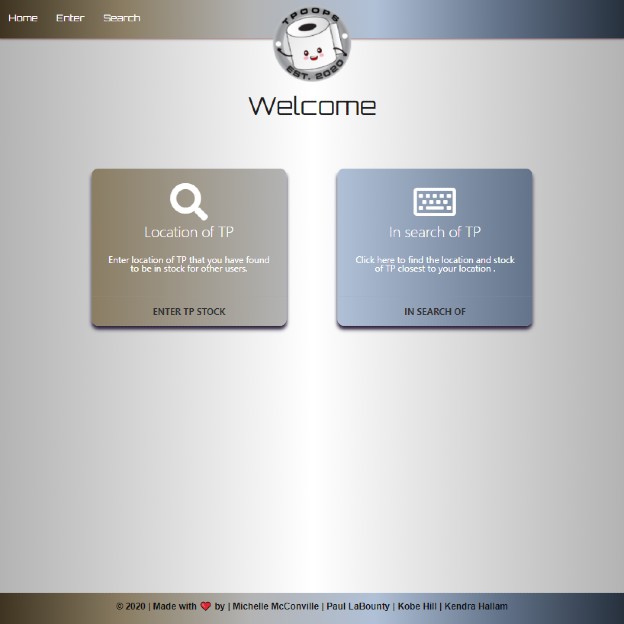 Home Enter Search
TPOOPS
EST. 2020
Welcome
Location of TP
Enter location of TP that you have found
to be in stock for other users.
ENTER TP STOCK
In search of TP
Click here to find the location and stock
of TP closest to your location .
IN SEARCH OF
© 2020 | Made with ❤️ by | Michelle McConville | Paul LaBounty | Kobe Hill | Kendra Hallam